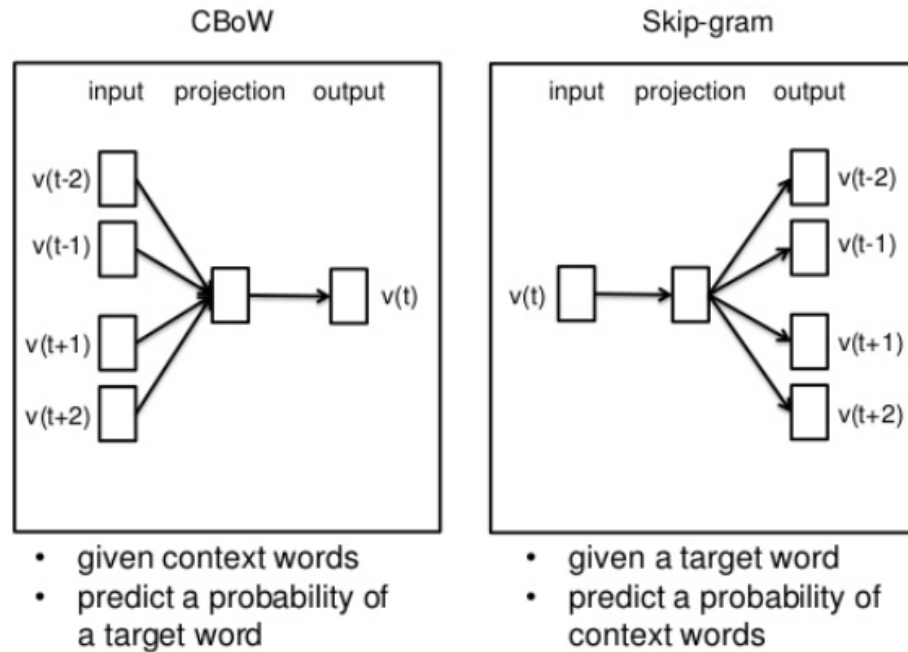 CBoW
input projection output
v(t-2)
v(t-1)
v(t)
v(t+1)
v(t+2)
• given context words
• predict a probability of
a target word
Skip-gram
input projection output
v(t-2)
v(t-1)
v(t)
v(t+1)
v(t+2)
• given a target word
• predict a probability of
context words